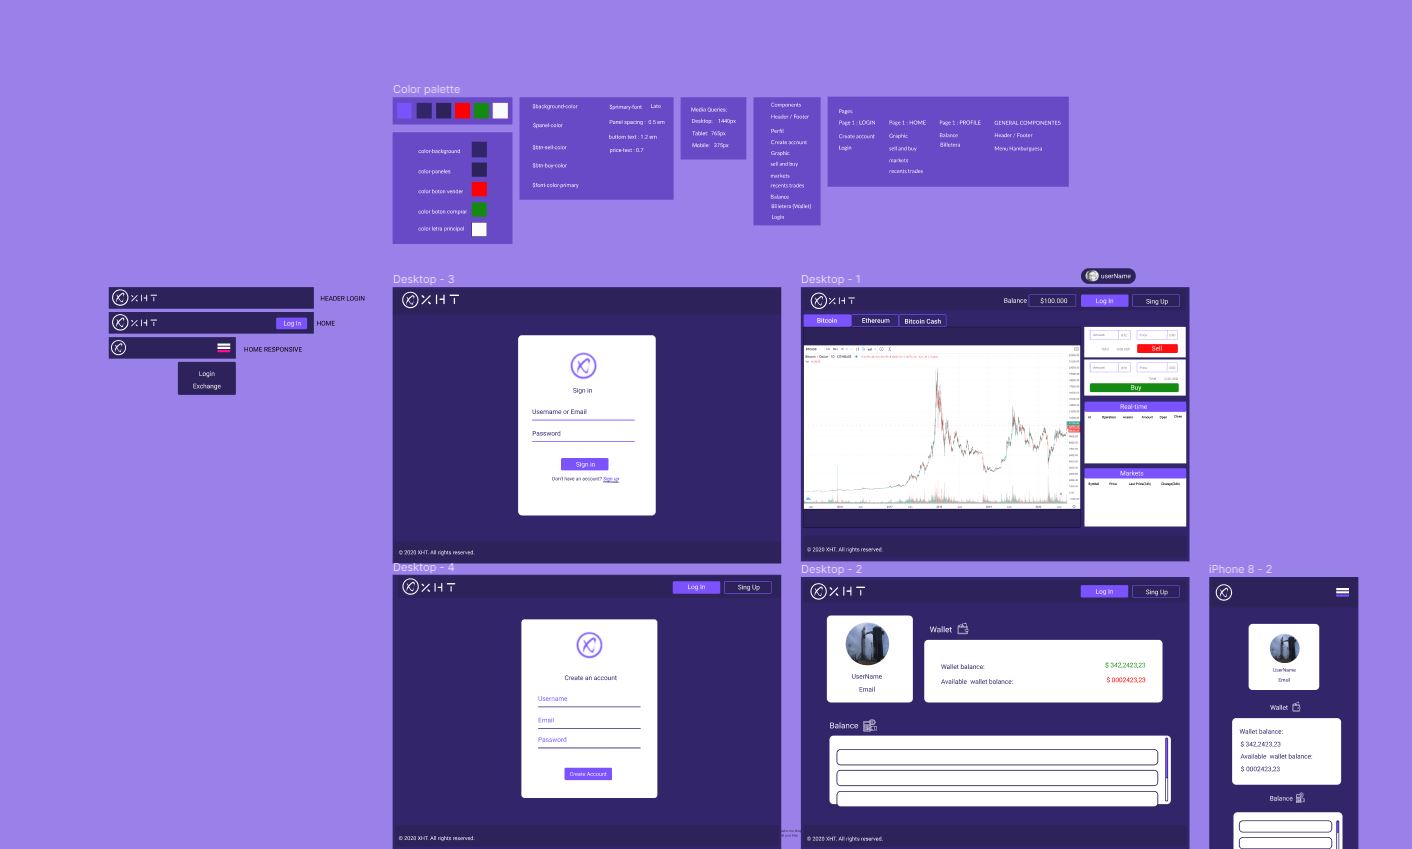 Color palette
color-background
color-paneles
color boton vender
color boton comprar
color letra principal
$background-color
$panel-color
$btn-sell-color
$btn-buy-color
$font-color-primary
$primary-font Lato
Panel spacing : 0.5 em
buttom text : 1.2 em
price-text : 0.7
Media Queries:
Desktop: 1440px
Tablet 765px
Mobile: 375px
Components
Header / Footer
Perfil
Create account
Graphic
sell and buy
markets
recents trades
Balance
Billetera (Wallet)
Login
Pages
Page 1 : LOGIN
Create account
Login
Page 1 : HOME
Graphic
sell and buy
markets
recents trades
Page 1 : PROFILE
Balance
Billetera
GENERAL COMPONENTES
Header / Footer
Menu Hamburguesa
XHT
HEADER LOGIN
XHT
Log In
HOME
HOME RESPONSIVE
Login
Exchange
Desktop - 3
XHT
Sign in
Username or Email
Password
Sign in
Don't have an account? Sign up
© 2020 XHT. All rights reserved.
Desktop - 1
userName
XHT
Balance
$100.000
Log In
Sing Up
Bitcoin
Ethereum
Bitcoin Cash
Sell
Buy
Real-time
Id Operation Assets Amount Open Close
Markets
Symbol Price Last Price(24h) Change(24h)
© 2020 XHT. All rights reserved.
Desktop - 4
XHT
Log In
Sing Up
Create an account
Username
Email
Password
Create Account
© 2020 XHT. All rights reserved.
Desktop - 2
XHT
Log In
Sing Up
UserName
Email
Wallet
Wallet balance:
$ 342,2423,23
Available wallet balance:
$ 0002423,23
Balance
© 2020 XHT. All rights reserved.
iPhone 8 - 2
UserName
Email
Wallet
Wallet balance:
$ 342,2423,23
Available wallet balance:
$ 0002423,23
Balance